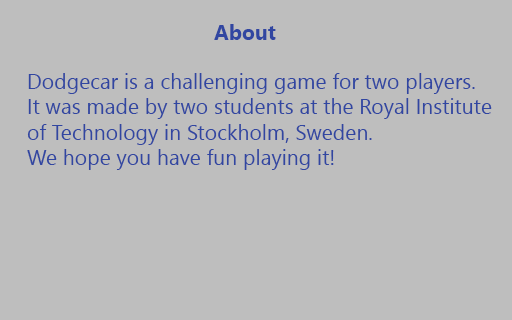 About
Dodgecar is a challenging game for two players.
It was made by two students at the Royal Institute
of Technology in Stockholm, Sweden.
We hope you have fun playing it!